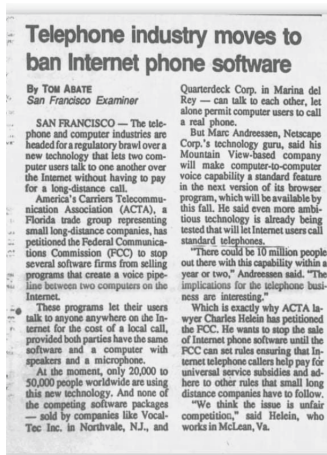 Telephone industry moves to
ban Internet phone software
By TOM ABATE
San Francisco Examiner
SAN FRANCISCO — The tele-
phone and computer industries are
headed for a regulatory brawl over a
new technology that lets two com-
puter users talk to one another over
the Internet without having to pay
for a long-distance call.
America's Carriers Telecommu-
nication Association (ACTA), a
Florida trade group representing
small long-distance companies, has
petitioned the Federal Communica-
tions Commission (FCC) to stop
several software firms from selling
programs that create a voice pipe-
line between two computers on the
Internet.
These programs let their users
talk to anyone anywhere on the In-
ternet for the cost of a local call,
provided both parties have the same
software and a computer with
speakers and a microphone.
At the moment, only 20,000 to
50,000 people worldwide are using
this new technology. And none of
the competing software packages
— sold by companies like Vocal-
Tec Inc. in Northvale, N.J., and
Quarterdeck Corp. in Marina del
Rey — can talk to each other, let
alone permit computer users to call
a real phone.
But Marc Andreessen, Netscape
Corp.'s technology guru, said his
Mountain View-based company
will make computer-to-computer
voice capability a standard feature
in the next version of its browser
program, which will be available by
this fall. He said even more ambi-
tious technology is already being
tested that will let Internet users call
standard telephones.
"There could be 10 million people
out there with this capability within a
year or two," Andreessen said. "The
implications for the telephone busi-
ness are interesting."
Which is exactly why ACTA la-
wyer Charles Helein has petitioned
the FCC. He wants to stop the sale
of Internet phone software until the
FCC can set rules ensuring that In-
ternet telephone callers help pay for
universal service subsidies and ad-
here to other rules that small long
distance companies have to follow.
"We think the issue is unfair
competition," said Helein, who
works in McLean, Va.